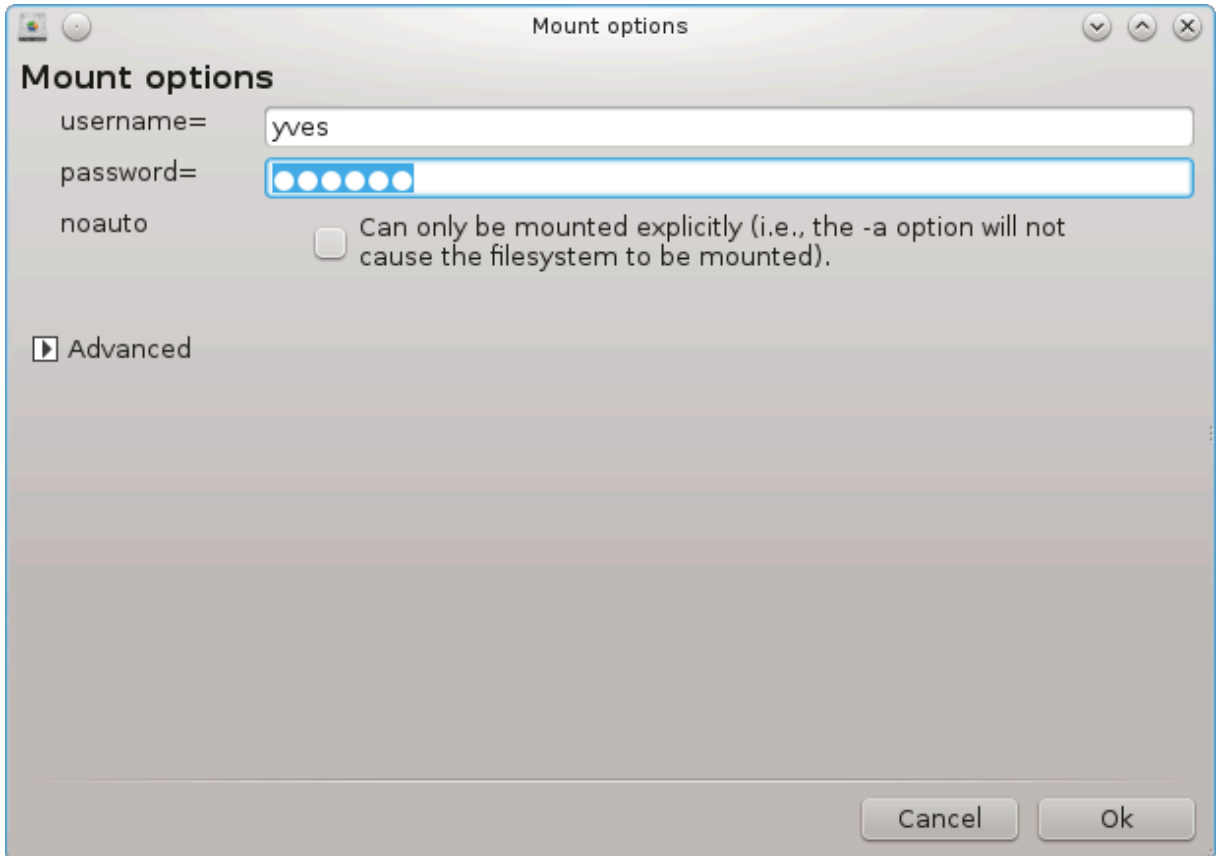 Mount options
Mount options
username=
yves
password=
●●●●●●
noauto
Can only be mounted explicitly (i.e., the -a option will not
cause the filesystem to be mounted).
Advanced
Cancel
Ok